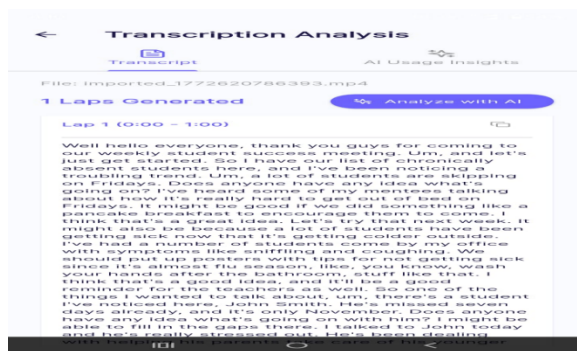 ← Transcription Analysis
Transcript
AI Usage Insights
File: imported_1772620786393.mp4
1 Laps Generated
Analyze with AI
Lap 1 (0:00 - 1:00)
Well hello everyone, thank you guys for coming to
our weekly student success meeting. Um, and let's
just get started. So I have our list of chronically
absent students here, and I've been noticing a
troubling trend. Um, a lot of students are skipping
on Fridays. Does anyone have any idea what's
going on? I've heard some of my mentees talking
about how it's really hard to get out of bed on
Fridays. It might be good if we did something like a
pancake breakfast to encourage them to come. I
think that's a great idea. Let's try that next week. It
might also be because a lot of students have been
getting sick now that it's getting colder outside.
I've had a number of students come by my office
with symptoms like sniffling and coughing. We
should put up posters with tips for not getting sick
since it's almost flu season, like, you know, wash
your hands after the bathroom, stuff like that. I
think that's a good idea, and it'll be a good
reminder for the teachers as well. So one of the
things I wanted to talk about, um, there's a student
I've noticed here, John Smith. He's missed seven
days already, and it's only November. Does anyone
have any idea what's going on with him? I might be
able to fill in the gaps there. I talked to John today
and he's really stressed out. He's been dealing
with helping his parents take care of his younger